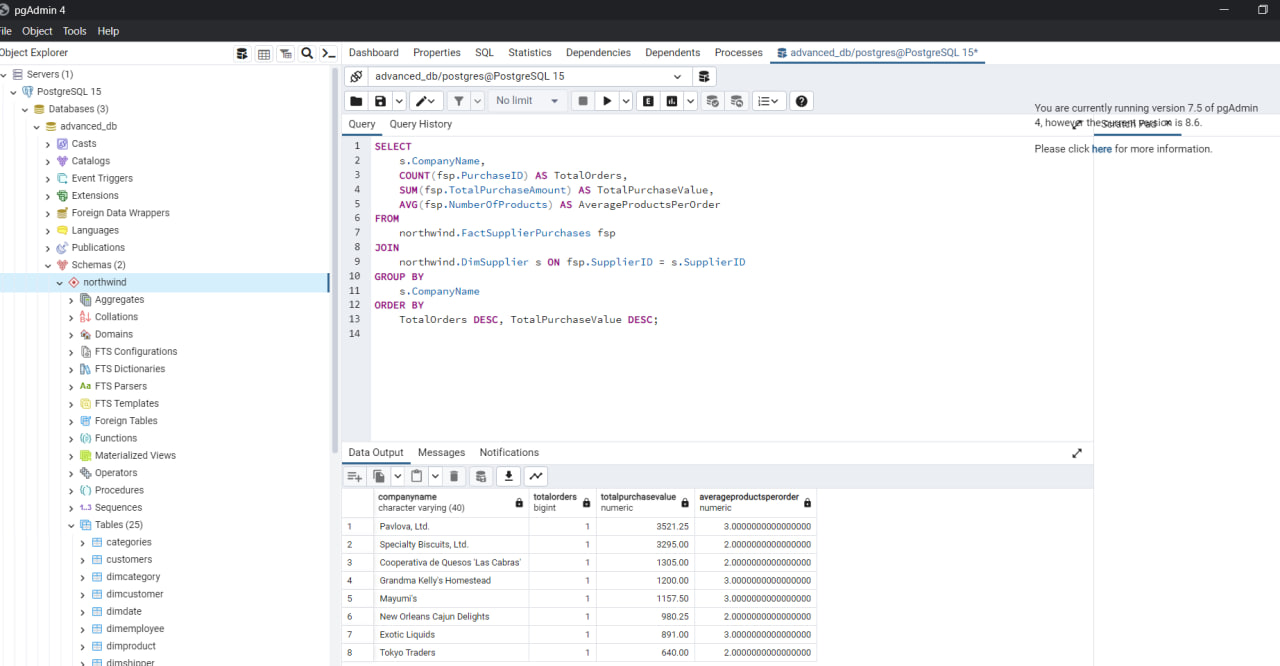 pgAdmin 4
File Object Tools Help
Object Explorer
Dashboard Properties SQL Statistics Dependencies Dependents Processes advanced_db/postgres@PostgreSQL 15*
Servers (1)
PostgreSQL 15
Databases (3)
advanced_db
Casts
Catalogs
Event Triggers
Extensions
Foreign Data Wrappers
Languages
Publications
Schemas (2)
northwind
Aggregates
Collations
Domains
FTS Configurations
FTS Dictionaries
Aa FTS Parsers
FTS Templates
Foreign Tables
Functions
Materialized Views
Operators
Procedures
1..3 Sequences
Tables (25)
categories
customers
dimcategory
dimcustomer
dimdate
dimemployee
dimproduct
dimshipper
advanced_db/postgres@PostgreSQL 15
No limit
Query Query History
Scratch Pad
You are currently running version 7.5 of pgAdmin
4, however the current version is 8.6.
Please click here for more information.
1 SELECT
2 s.CompanyName,
3 COUNT(fsp.PurchaseID) AS TotalOrders,
4 SUM(fsp.TotalPurchaseAmount) AS TotalPurchaseValue,
5 AVG(fsp.NumberOfProducts) AS AverageProductsPerOrder
6 FROM
7 northwind.FactSupplierPurchases fsp
8 JOIN
9 northwind.DimSupplier s ON fsp.SupplierID = s.SupplierID
10 GROUP BY
11 s.CompanyName
12 ORDER BY
13 TotalOrders DESC, TotalPurchaseValue DESC;
14
Data Output Messages Notifications
companyname totalorders totalpurchasevalue averageproductsperorder
character varying (40) bigint numeric numeric
1 Pavlova, Ltd. 1 3521.25 3.0000000000000000
2 Specialty Biscuits, Ltd. 1 3295.00 2.0000000000000000
3 Cooperativa de Quesos 'Las Cabras' 1 1305.00 2.0000000000000000
4 Grandma Kelly's Homestead 1 1200.00 3.0000000000000000
5 Mayumi's 1 1157.50 3.0000000000000000
6 New Orleans Cajun Delights 1 980.25 2.0000000000000000
7 Exotic Liquids 1 891.00 3.0000000000000000
8 Tokyo Traders 1 640.00 2.0000000000000000